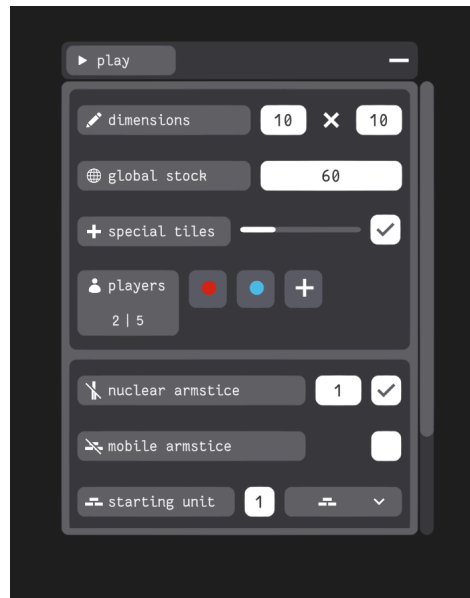 play
dimensions 10 × 10
global stock 60
special tiles
players
2 | 5
nuclear armstice 1
mobile armstice
starting unit 1